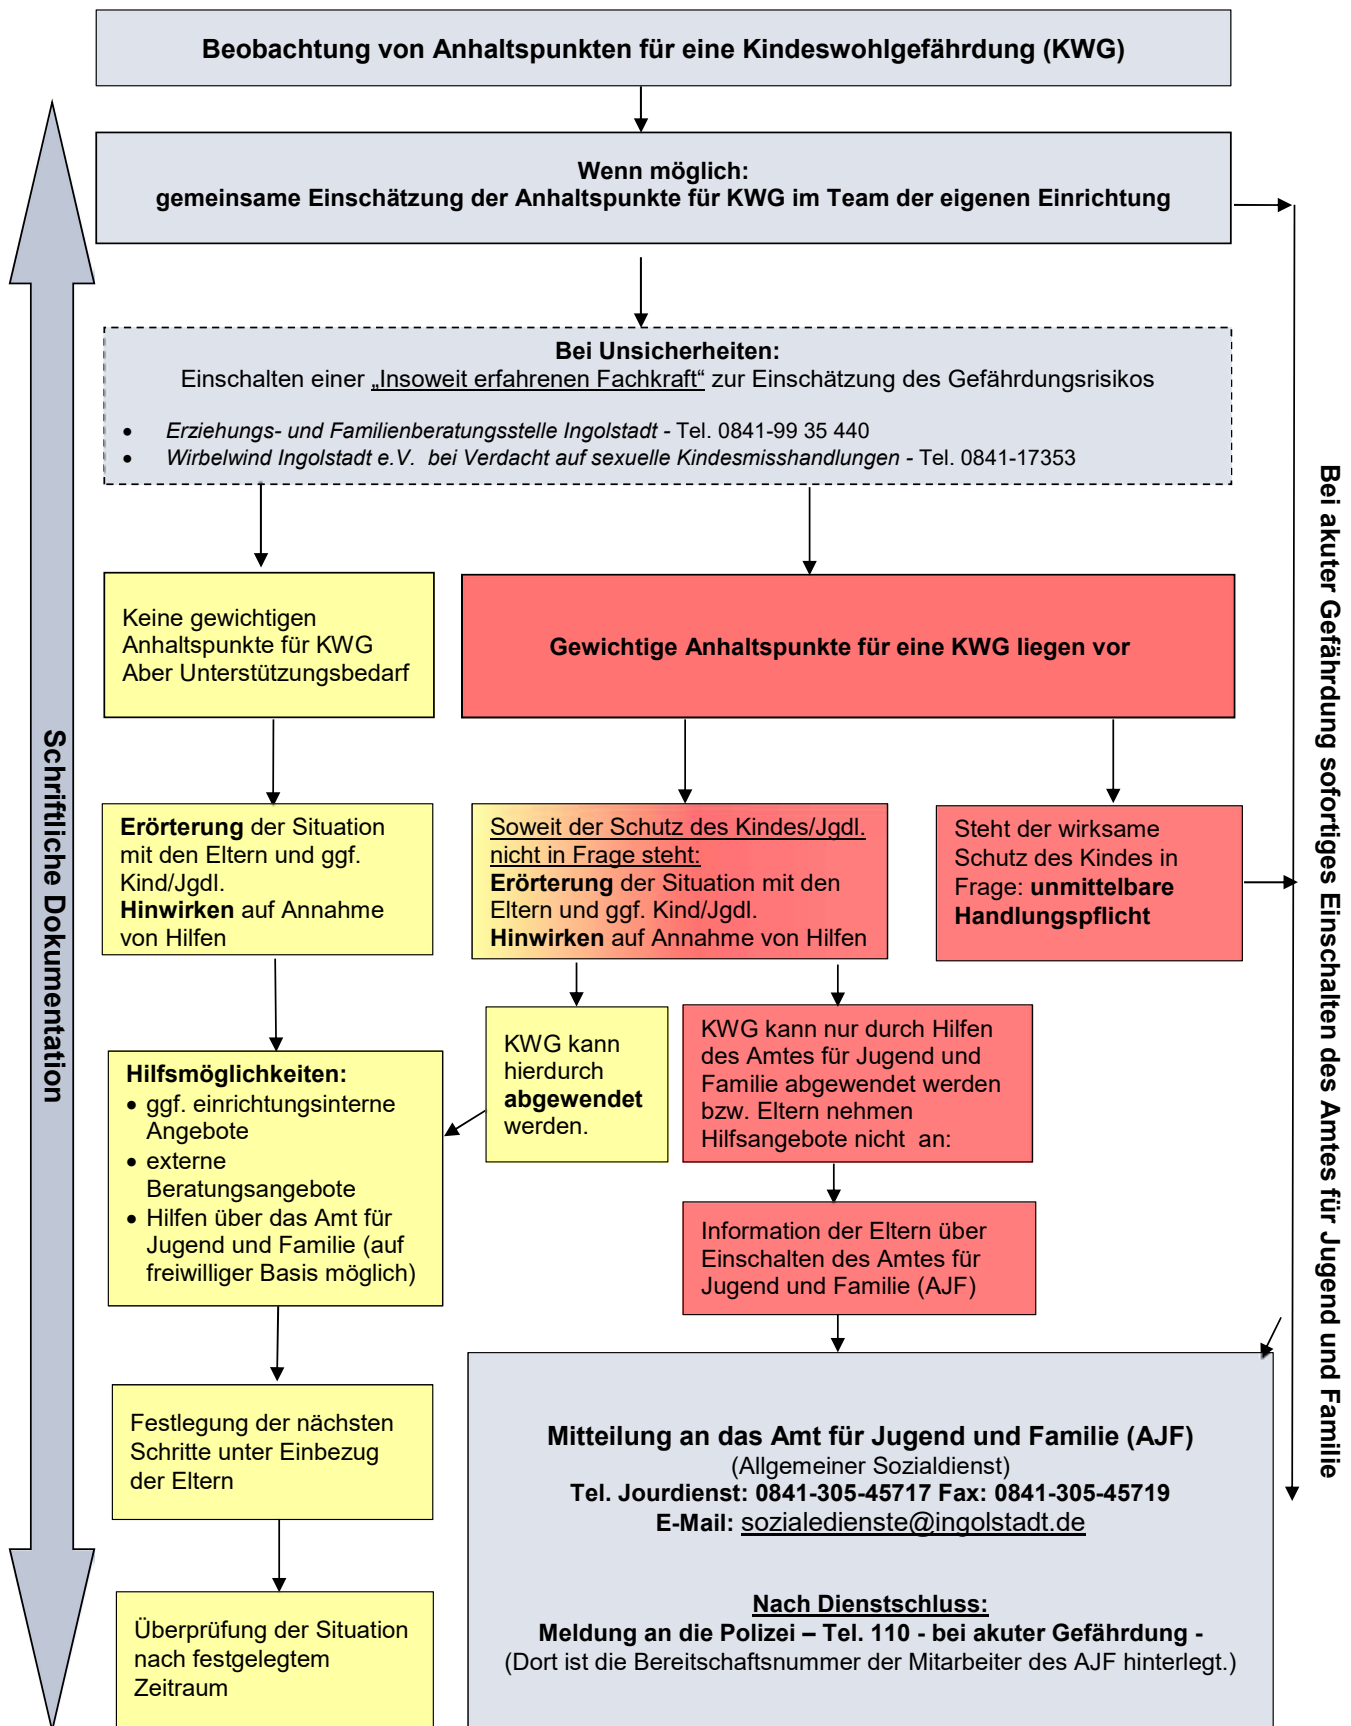 Beobachtung von Anhaltspunkten für eine Kindeswohlgefährdung (KWG)
Wenn möglich:
gemeinsame Einschätzung der Anhaltspunkte für KWG im Team der eigenen Einrichtung
Bei Unsicherheiten:
Einschalten einer „Insoweit erfahrenen Fachkraft“ zur Einschätzung des Gefährdungsrisikos
• Erziehungs- und Familienberatungsstelle Ingolstadt - Tel. 0841-99 35 440
• Wirbelwind Ingolstadt e.V. bei Verdacht auf sexuelle Kindesmisshandlungen - Tel. 0841-17353
Keine gewichtigen
Anhaltspunkte für KWG
Aber Unterstützungsbedarf
Gewichtige Anhaltspunkte für eine KWG liegen vor
Erörterung der Situation
mit den Eltern und ggf.
Kind/Jgdl.
Hinwirken auf Annahme
von Hilfen
Soweit der Schutz des Kindes/Jgdl.
nicht in Frage steht:
Erörterung der Situation mit den
Eltern und ggf. Kind/Jgdl.
Hinwirken auf Annahme von Hilfen
Steht der wirksame
Schutz des Kindes in
Frage: unmittelbare
Handlungspflicht
Hilfsmöglichkeiten:
• ggf. einrichtungsinterne
Angebote
• externe
Beratungsangebote
• Hilfen über das Amt für
Jugend und Familie (auf
freiwilliger Basis möglich)
KWG kann
hierdurch
abgewendet
werden.
KWG kann nur durch Hilfen
des Amtes für Jugend und
Familie abgewendet werden
bzw. Eltern nehmen
Hilfsangebote nicht an:
Information der Eltern über
Einschalten des Amtes für
Jugend und Familie (AJF)
Festlegung der nächsten
Schritte unter Einbezug
der Eltern
Überprüfung der Situation
nach festgelegtem
Zeitraum
Mitteilung an das Amt für Jugend und Familie (AJF)
(Allgemeiner Sozialdienst)
Tel. Jourdienst: 0841-305-45717 Fax: 0841-305-45719
E-Mail: sozialedienste@ingolstadt.de
Nach Dienstschluss:
Meldung an die Polizei – Tel. 110 - bei akuter Gefährdung -
(Dort ist die Bereitschaftsnummer der Mitarbeiter des AJF hinterlegt.)
Schriftliche Dokumentation
Bei akuter Gefährdung sofortiges Einschalten des Amtes für Jugend und Familie